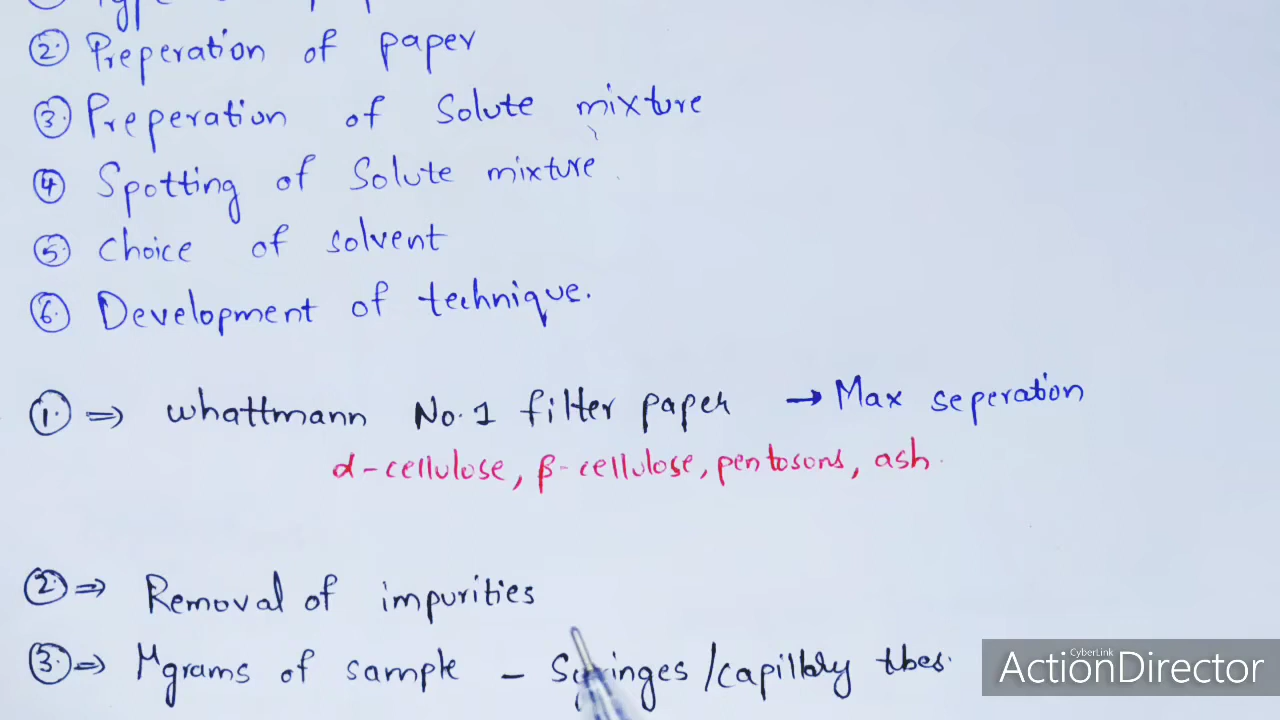 ① Type
②. Preperation of paper
③. Preperation of Solute mixture
④ Spotting of Solute mixture
⑤. Choice of solvent
⑥. Development of technique.
①. ⇒ Whattmann No.1 filter paper → Max seperation
α-cellulose, β-cellulose, pentosons, ash.
②. ⇒ Removal of impurities
③. ⇒ μgrams of sample - Syringes /capillary tbes.
CyberLink
ActionDirector